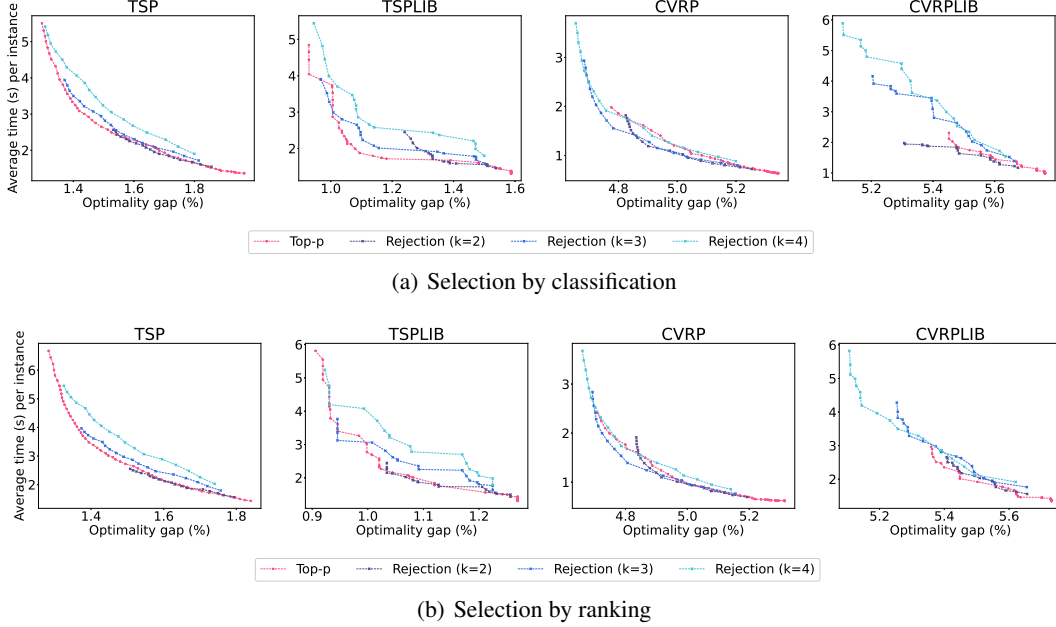 TSP TSPLIB CVRP CVRPLIB
Average time (s) per instance
5
4
3
2
5
4
3
2
3
2
1
6
5
4
3
2
1
1.4 1.6 1.8
1.0 1.2 1.4 1.6
4.8 5.0 5.2
5.2 5.4 5.6
Optimality gap (%) Optimality gap (%) Optimality gap (%) Optimality gap (%)
Top-p Rejection (k=2) Rejection (k=3) Rejection (k=4)
(a) Selection by classification
TSP TSPLIB CVRP CVRPLIB
Average time (s) per instance
6
5
4
3
2
6
5
4
3
2
3
2
1
6
5
4
3
2
1.4 1.6 1.8
0.9 1.0 1.1 1.2
4.8 5.0 5.2
5.2 5.4 5.6
Optimality gap (%) Optimality gap (%) Optimality gap (%) Optimality gap (%)
Top-p Rejection (k=2) Rejection (k=3) Rejection (k=4)
(b) Selection by ranking